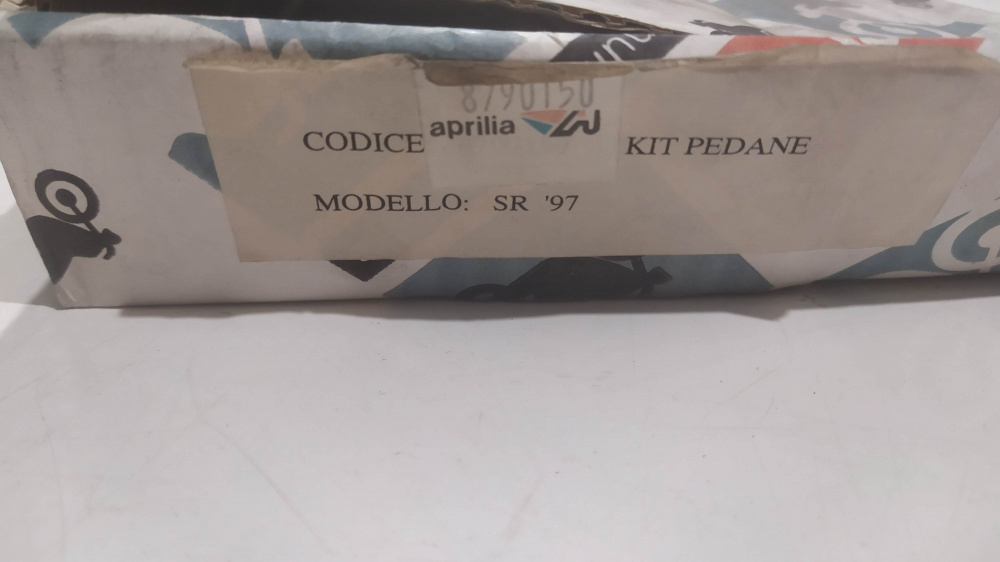 8790150
CODICE aprilia KIT PEDANE
MODELLO: SR '97